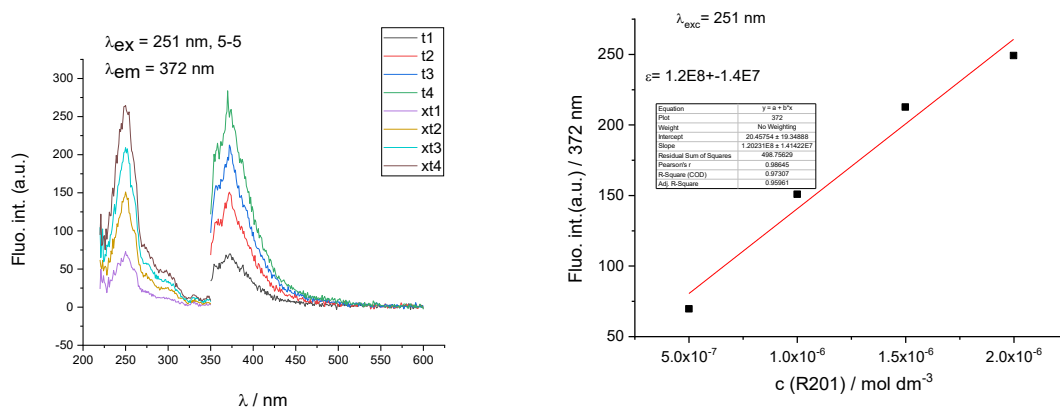 λex = 251 nm, 5-5
λem = 372 nm
t1
t2
t3
t4
xt1
xt2
xt3
xt4
300
250
200
150
100
50
0
-50
Fluo. int. (a.u.)
200 250 300 350 400 450 500 550 600
λ / nm
λexc = 251 nm
ε= 1.2E8+-1.4E7
Equation y = a + b*x
Plot 372
Weight No Weighting
Intercept 20.45754 ± 19.34888
Slope 1.20231E8 ± 1.41422E7
Residual Sum of Squares 498.75629
Pearson's r 0.98645
R-Square (COD) 0.97307
Adj. R-Square 0.95961
250
200
150
100
50
Fluo. int.(a.u.) / 372 nm
5.0x10⁻⁷ 1.0x10⁻⁶ 1.5x10⁻⁶ 2.0x10⁻⁶
c (R201) / mol dm⁻³